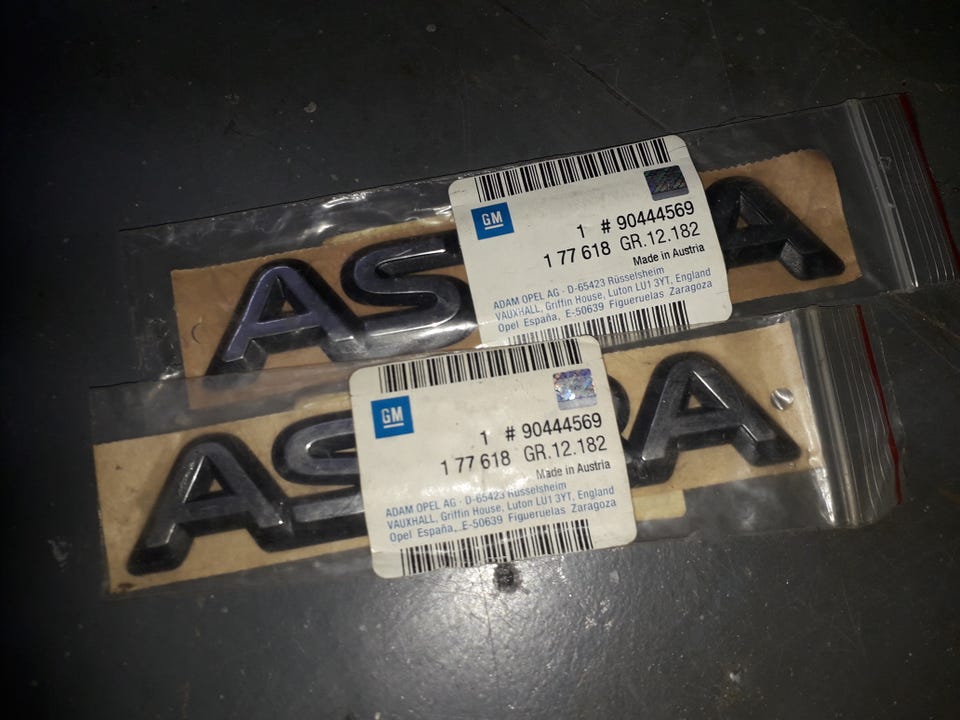 AS A
GM
1 # 90444569
1 77 618 GR.12.182
Made in Austria
ADAM OPEL AG · D-65423 Rüsselsheim
VAUXHALL, Griffin House, Luton LU1 3YT, England
Opel España, E-50639 Figueruelas Zaragoza
ASRA
GM
1 # 90444569
1 77 618 GR.12.182
Made in Austria
ADAM OPEL AG · D-65423 Rüsselsheim
VAUXHALL, Griffin House, Luton LU1 3YT, England
Opel España, E-50639 Figueruelas Zaragoza